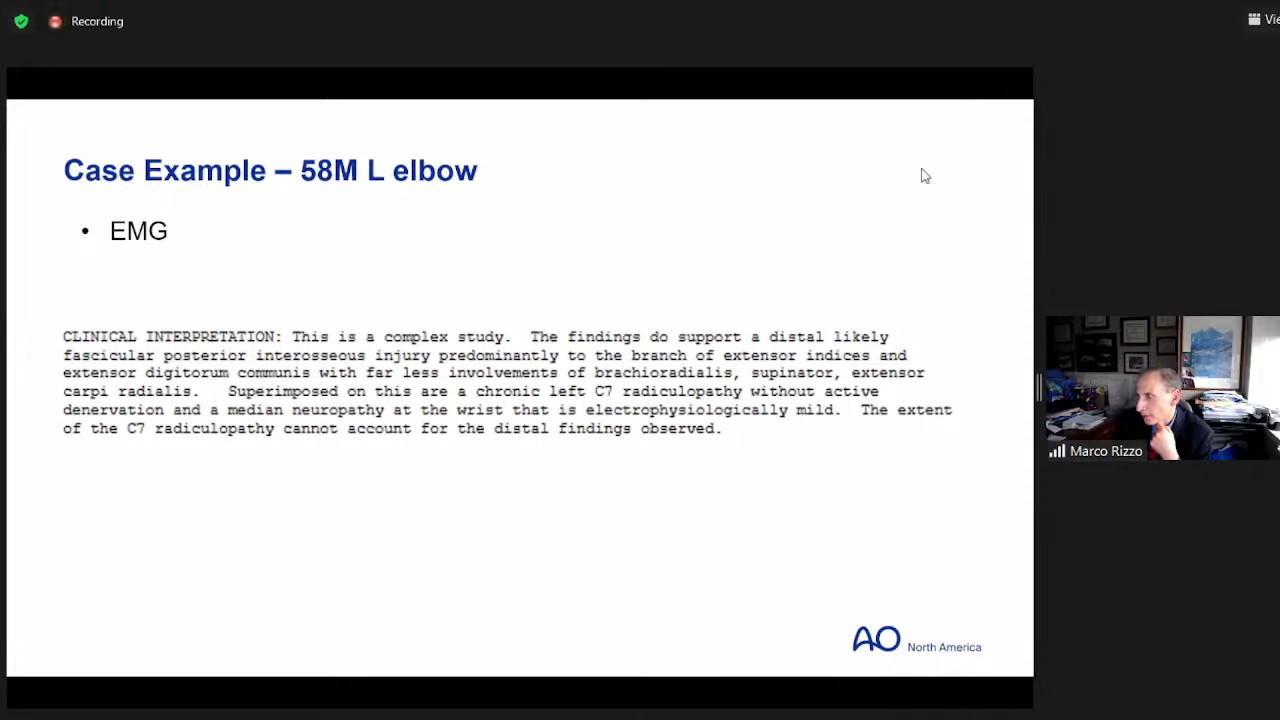 Recording
Vie
Case Example – 58M L elbow
• EMG
CLINICAL INTERPRETATION: This is a complex study. The findings do support a distal likely
fascicular posterior interosseous injury predominantly to the branch of extensor indices and
extensor digitorum communis with far less involvements of brachioradialis, supinator, extensor
carpi radialis. Superimposed on this are a chronic left C7 radiculopathy without active
denervation and a median neuropathy at the wrist that is electrophysiologically mild. The extent
of the C7 radiculopathy cannot account for the distal findings observed.
Marco Rizzo
AO North America